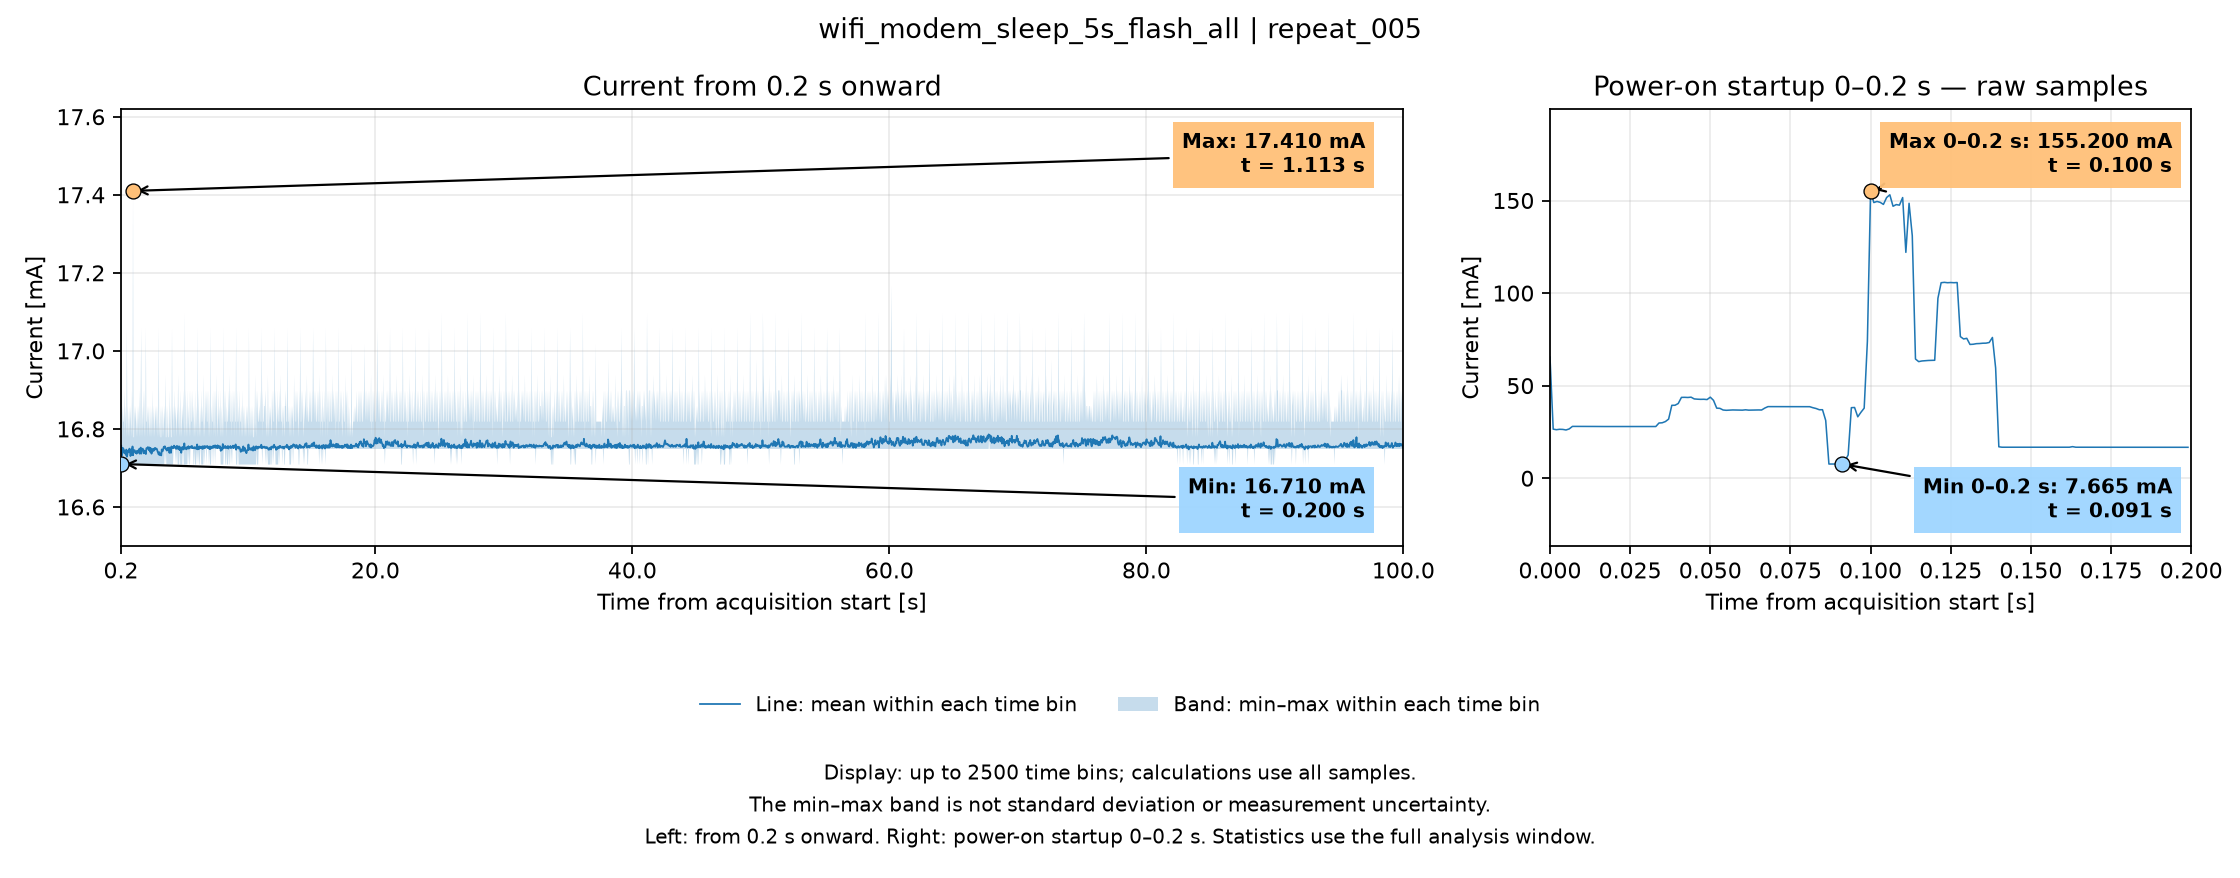 wifi_modem_sleep_5s_flash_all | repeat_005
Current from 0.2 s onward
Current [mA]
17.6
17.4
17.2
17.0
16.8
16.6
Max: 17.410 mA
t = 1.113 s
Min: 16.710 mA
t = 0.200 s
0.2 20.0 40.0 60.0 80.0 100.0
Time from acquisition start [s]
Power-on startup 0–0.2 s — raw samples
Current [mA]
150
100
50
0
Max 0–0.2 s: 155.200 mA
t = 0.100 s
Min 0–0.2 s: 7.665 mA
t = 0.091 s
0.000 0.025 0.050 0.075 0.100 0.125 0.150 0.175 0.200
Time from acquisition start [s]
Line: mean within each time bin
Band: min–max within each time bin
Display: up to 2500 time bins; calculations use all samples.
The min–max band is not standard deviation or measurement uncertainty.
Left: from 0.2 s onward. Right: power-on startup 0–0.2 s. Statistics use the full analysis window.